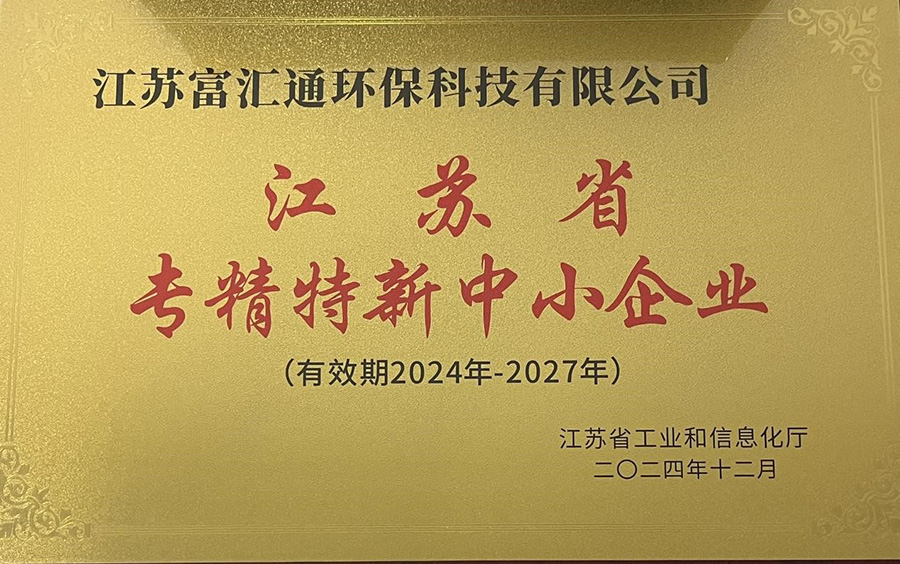 江苏富汇通环保科技有限公司
江苏省
专精特新中小企业
（有效期2024年-2027年）
江苏省工业和信息化厅
二〇二四年十二月